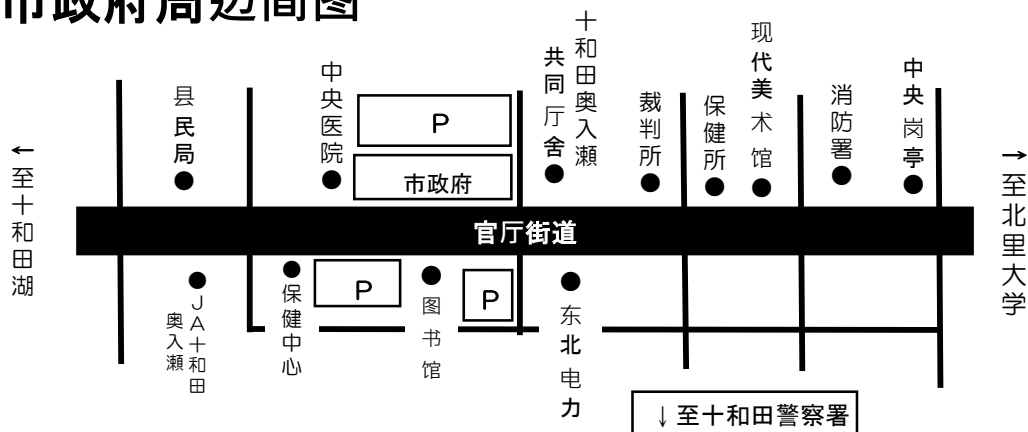 市政府周边简图
县民局
中央医院
P
市政府
共同厅舍
十和田奥入濑
裁判所
保健所
现代美术馆
消防署
中央岗亭
←至十和田湖
→至北里大学
官厅街道
JA十和田
奥入瀬
保健中心
P
图书馆
P
东北电力
↓至十和田警察署